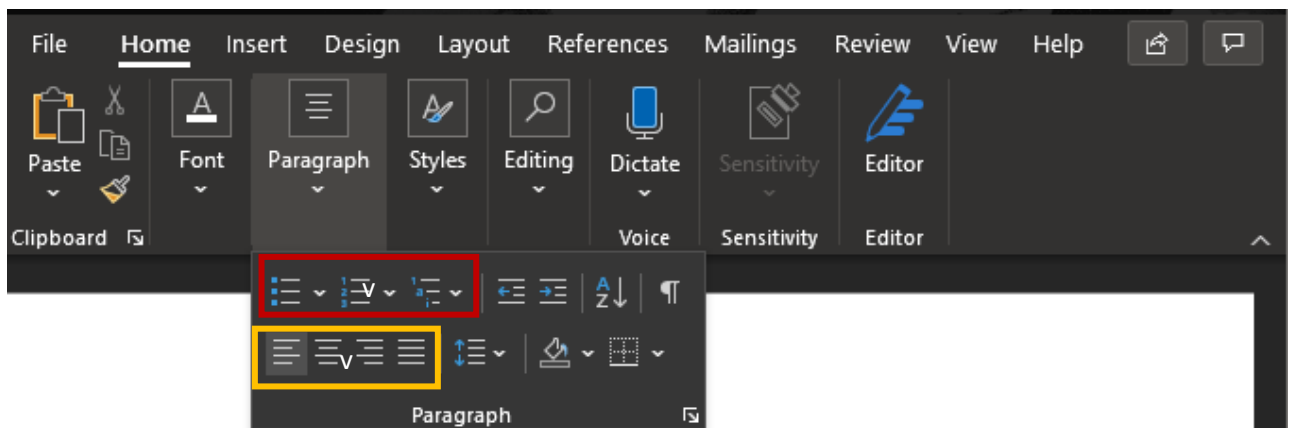 File Home Insert Design Layout References Mailings Review View Help
Paste Font Paragraph Styles Editing Dictate Sensitivity Editor
Clipboard Voice Sensitivity Editor
V
V
Paragraph